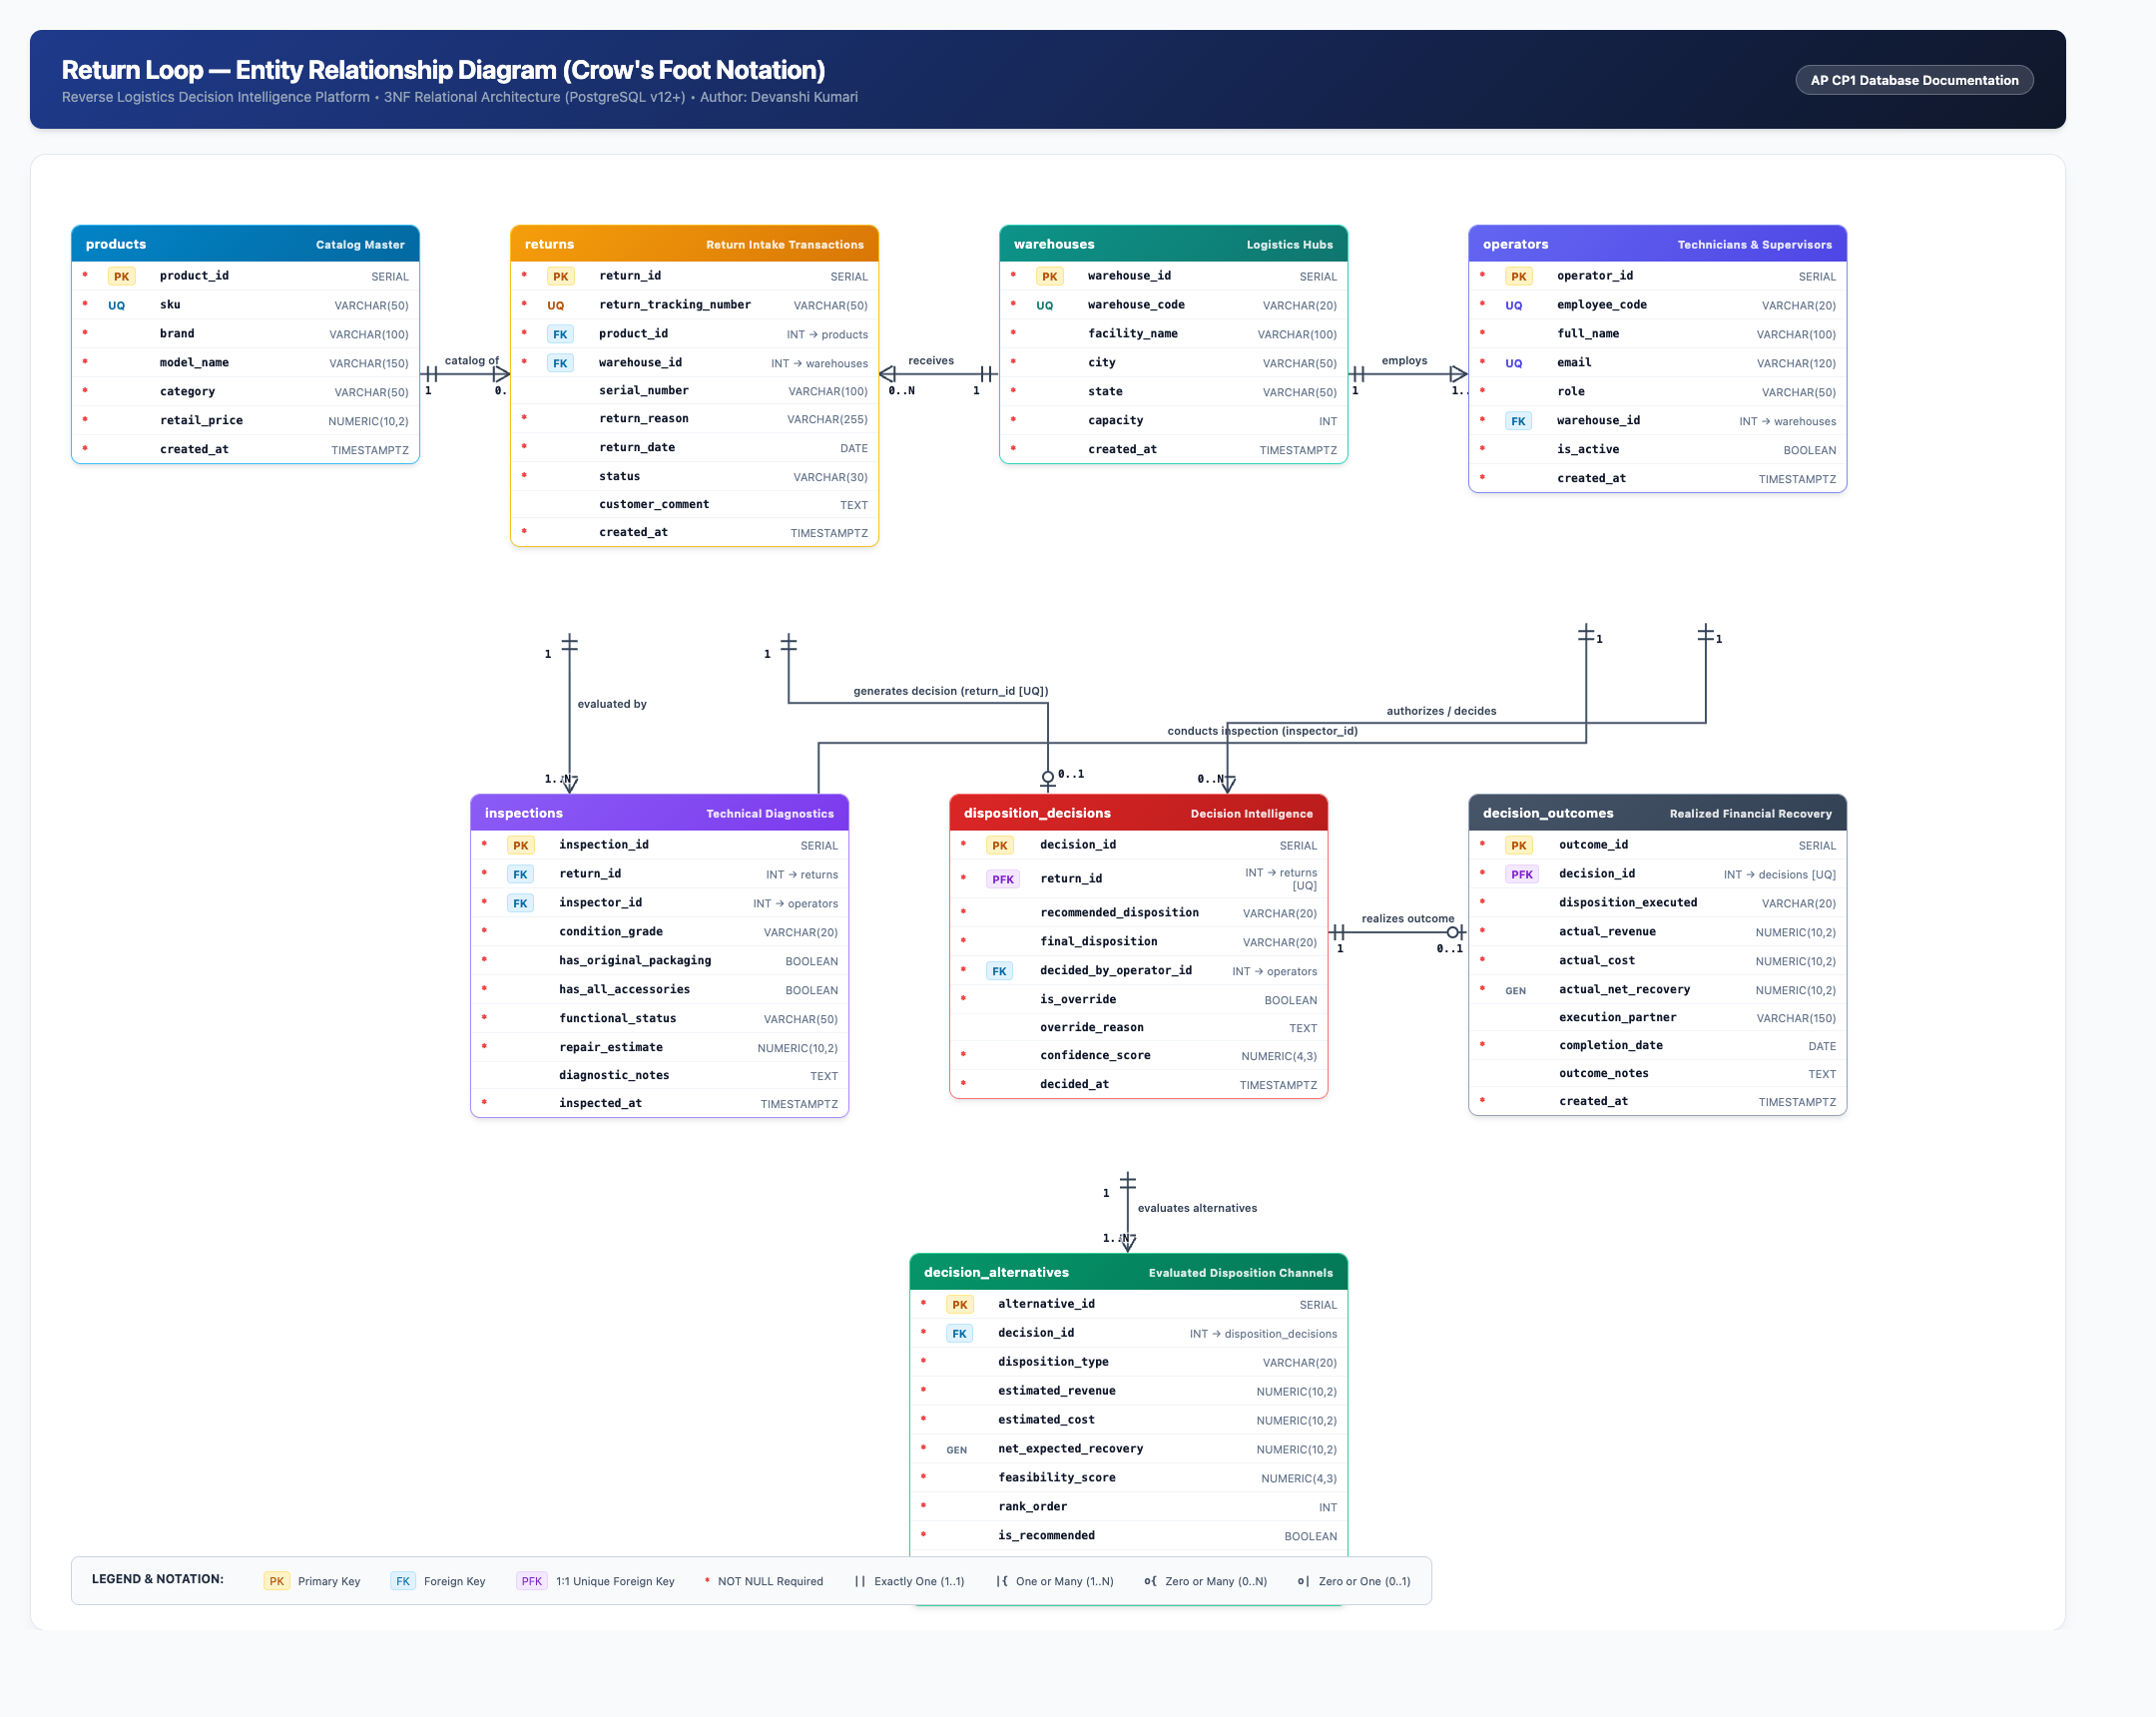 Return Loop — Entity Relationship Diagram (Crow's Foot Notation)
Reverse Logistics Decision Intelligence Platform • 3NF Relational Architecture (PostgreSQL v12+) • Author: Devanshi Kumari
AP CP1 Database Documentation
products Catalog Master
* PK product_id SERIAL
* UQ sku VARCHAR(50)
* brand VARCHAR(100)
* model_name VARCHAR(150)
* category VARCHAR(50)
* retail_price NUMERIC(10,2)
* created_at TIMESTAMPTZ
catalog of
1 0.
returns Return Intake Transactions
* PK return_id SERIAL
* UQ return_tracking_number VARCHAR(50)
* FK product_id INT → products
* FK warehouse_id INT → warehouses
serial_number VARCHAR(100)
* return_reason VARCHAR(255)
* return_date DATE
* status VARCHAR(30)
customer_comment TEXT
* created_at TIMESTAMPTZ
receives
0..N 1
warehouses Logistics Hubs
* PK warehouse_id SERIAL
* UQ warehouse_code VARCHAR(20)
* facility_name VARCHAR(100)
* city VARCHAR(50)
* state VARCHAR(50)
* capacity INT
* created_at TIMESTAMPTZ
employs
1 1..
operators Technicians & Supervisors
* PK operator_id SERIAL
* UQ employee_code VARCHAR(20)
* full_name VARCHAR(100)
* UQ email VARCHAR(120)
* role VARCHAR(50)
* FK warehouse_id INT → warehouses
* is_active BOOLEAN
* created_at TIMESTAMPTZ
1
1
1
1
generates decision (return_id [UQ])
evaluated by
authorizes / decides
conducts inspection (inspector_id)
1..N
0..1
0..N
inspections Technical Diagnostics
* PK inspection_id SERIAL
* FK return_id INT → returns
* FK inspector_id INT → operators
* condition_grade VARCHAR(20)
* has_original_packaging BOOLEAN
* has_all_accessories BOOLEAN
* functional_status VARCHAR(50)
* repair_estimate NUMERIC(10,2)
diagnostic_notes TEXT
* inspected_at TIMESTAMPTZ
disposition_decisions Decision Intelligence
* PK decision_id SERIAL
* PFK return_id INT → returns
[UQ]
* recommended_disposition VARCHAR(20)
* final_disposition VARCHAR(20)
* FK decided_by_operator_id INT → operators
* is_override BOOLEAN
override_reason TEXT
* confidence_score NUMERIC(4,3)
* decided_at TIMESTAMPTZ
realizes outcome
1 0..1
decision_outcomes Realized Financial Recovery
* PK outcome_id SERIAL
* PFK decision_id INT → decisions [UQ]
* disposition_executed VARCHAR(20)
* actual_revenue NUMERIC(10,2)
* actual_cost NUMERIC(10,2)
* GEN actual_net_recovery NUMERIC(10,2)
execution_partner VARCHAR(150)
* completion_date DATE
outcome_notes TEXT
* created_at TIMESTAMPTZ
1
evaluates alternatives
1..N
decision_alternatives Evaluated Disposition Channels
* PK alternative_id SERIAL
* FK decision_id INT → disposition_decisions
* disposition_type VARCHAR(20)
* estimated_revenue NUMERIC(10,2)
* estimated_cost NUMERIC(10,2)
* GEN net_expected_recovery NUMERIC(10,2)
* feasibility_score NUMERIC(4,3)
* rank_order INT
* is_recommended BOOLEAN
LEGEND & NOTATION: PK Primary Key FK Foreign Key PFK 1:1 Unique Foreign Key * NOT NULL Required || Exactly One (1..1) |{ One or Many (1..N) o{ Zero or Many (0..N) o| Zero or One (0..1)